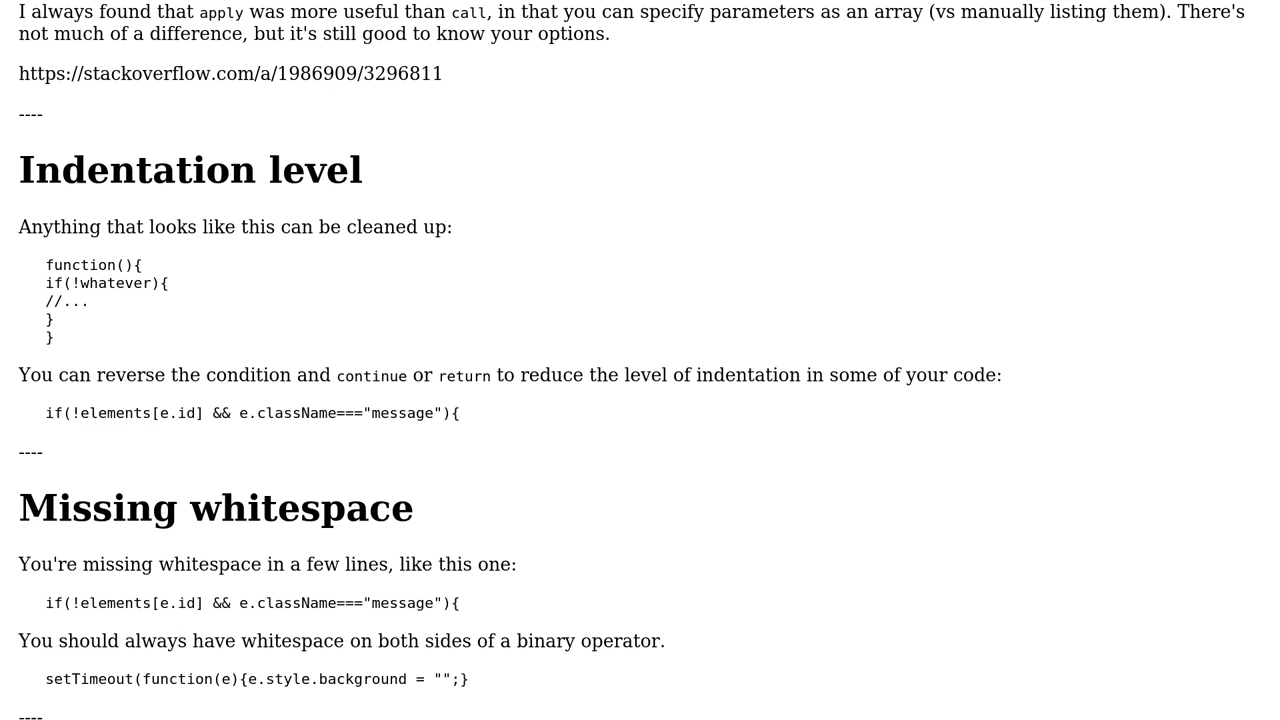 I always found that apply was more useful than call, in that you can specify parameters as an array (vs manually listing them). There's
not much of a difference, but it's still good to know your options.
https://stackoverflow.com/a/1986909/3296811
----
Indentation level
Anything that looks like this can be cleaned up:
function(){
if(!whatever){
//...
}
}
You can reverse the condition and continue or return to reduce the level of indentation in some of your code:
if(!elements[e.id] && e.className==="message"){
----
Missing whitespace
You're missing whitespace in a few lines, like this one:
if(!elements[e.id] && e.className==="message"){
You should always have whitespace on both sides of a binary operator.
setTimeout(function(e){e.style.background = "";}
----